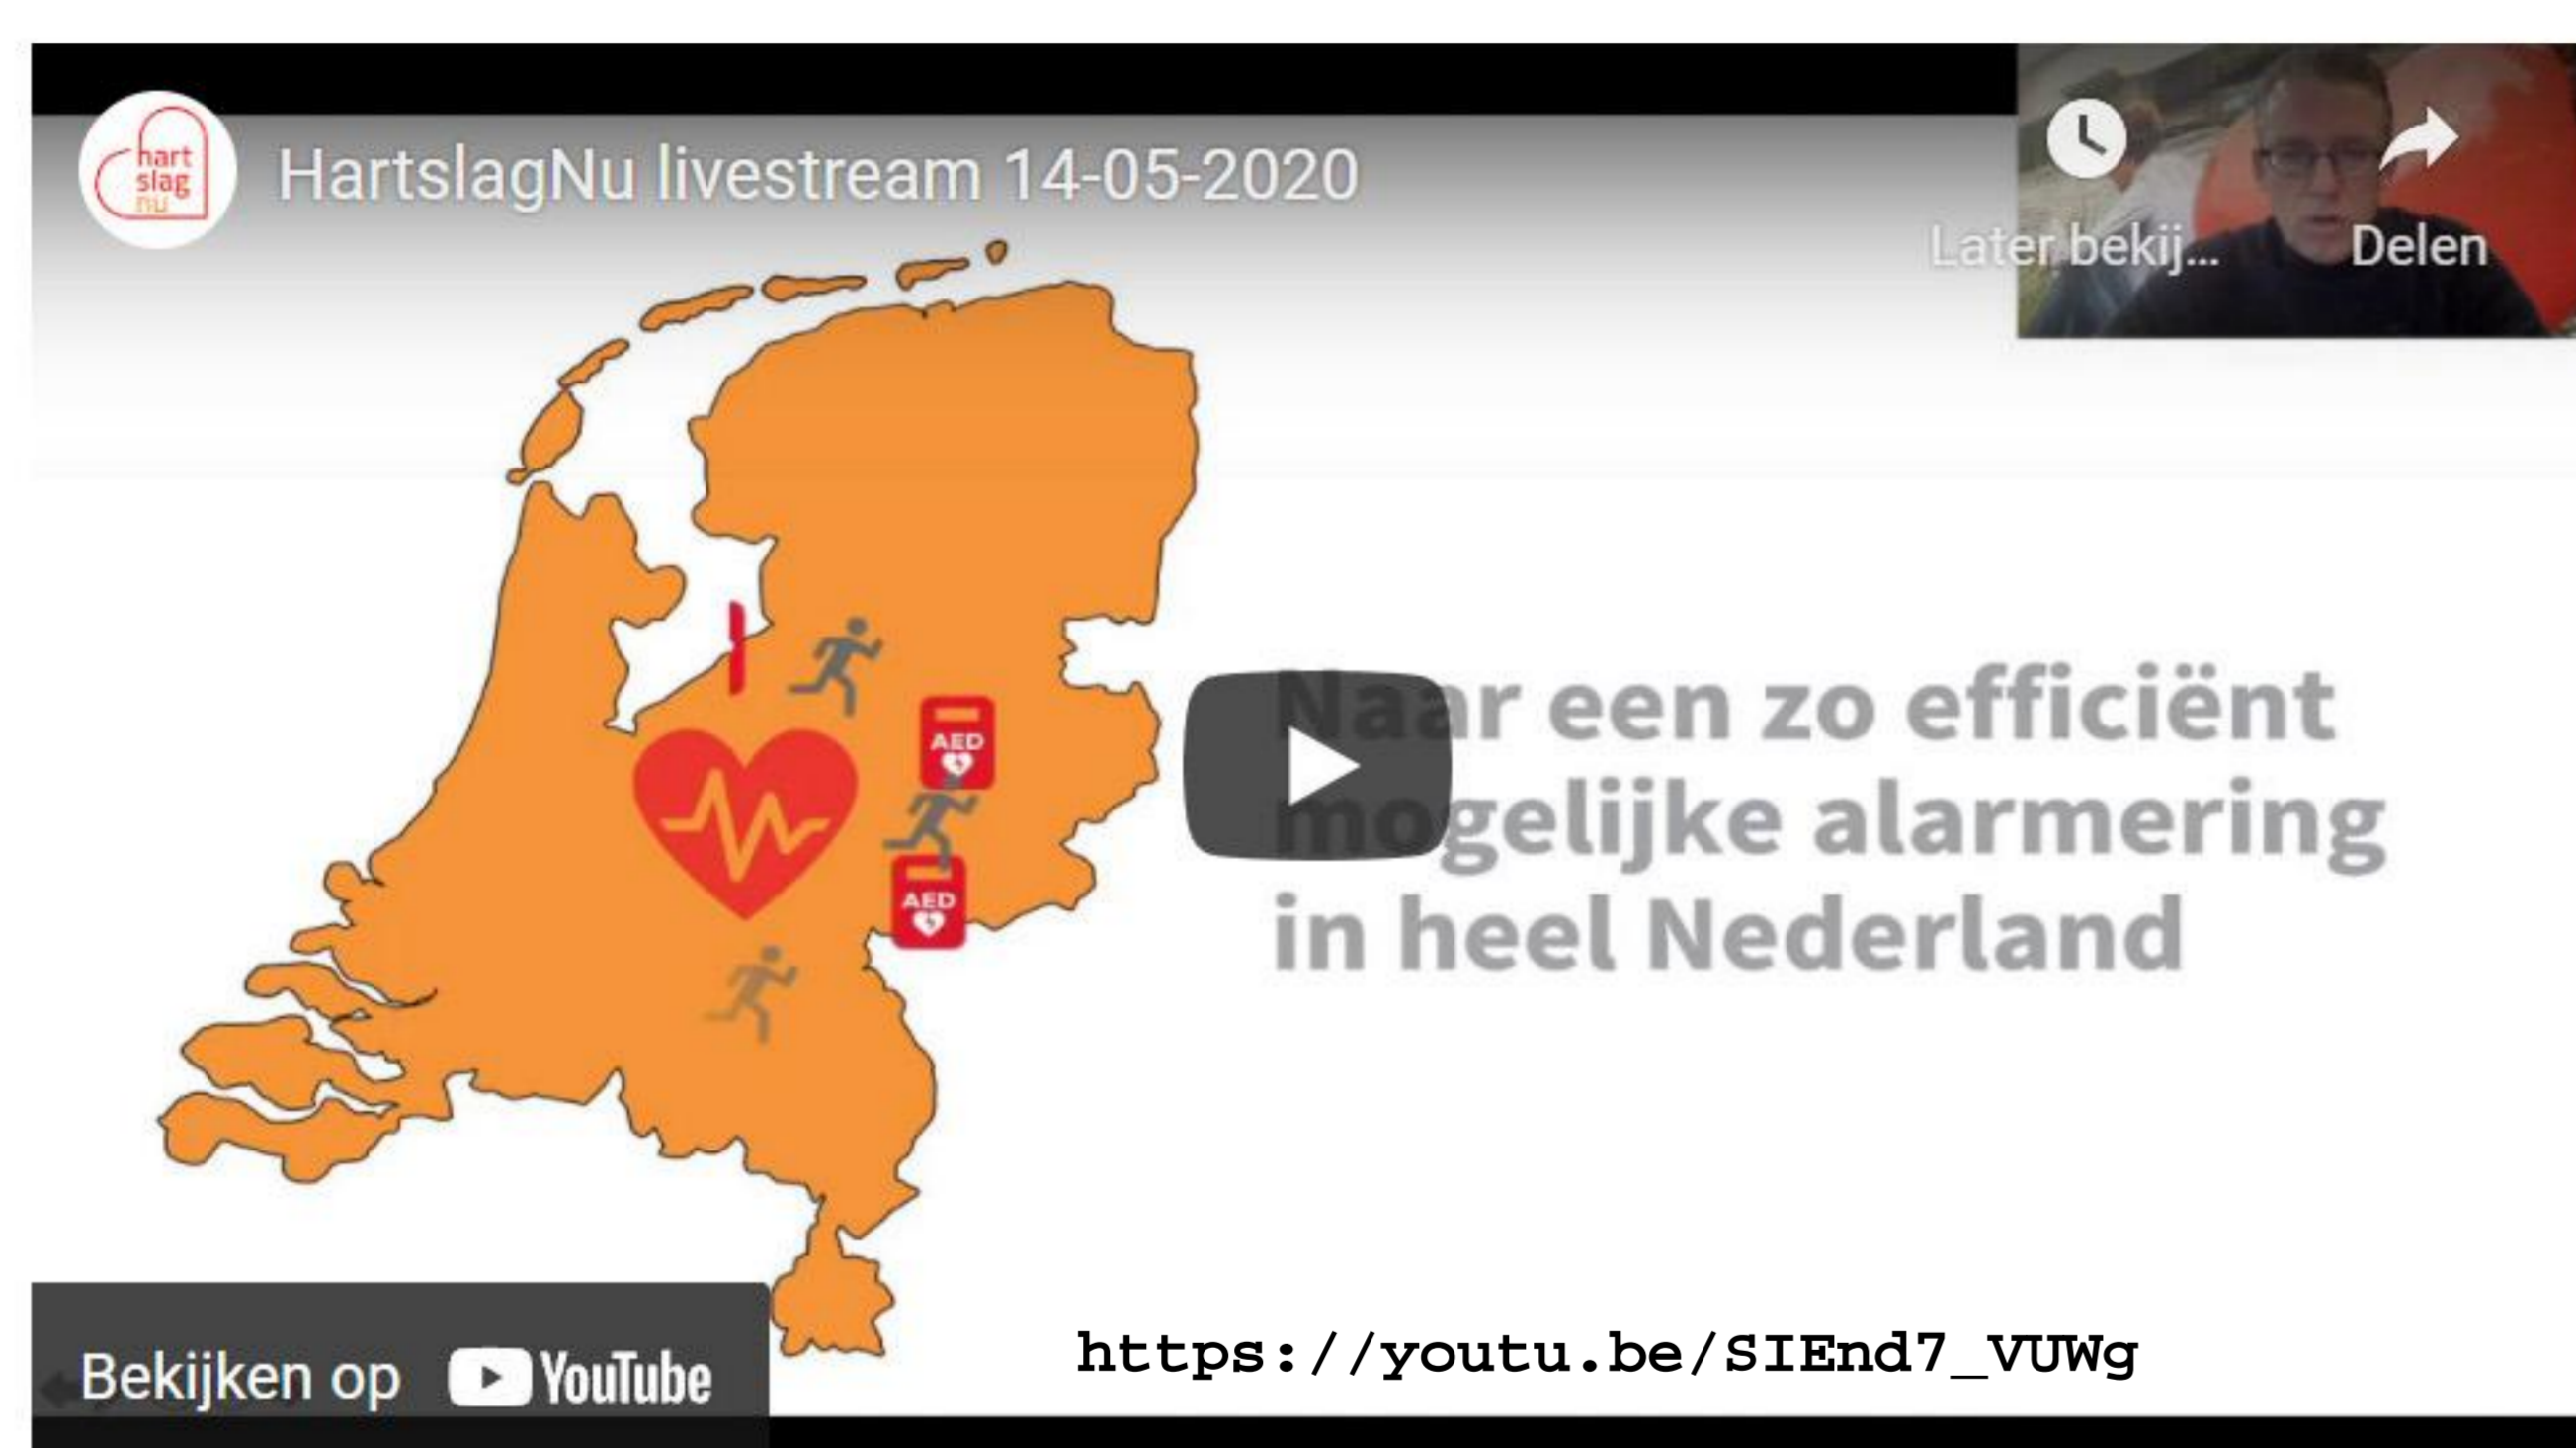 hart
slag
nu
HartslagNu livestream 14-05-2020
Later bekij...
Delen
AED
AED
Naar een zo efficiënt
mogelijke alarmering
in heel Nederland
Bekijken op YouTube
https://youtu.be/SIEnd7_VUWg